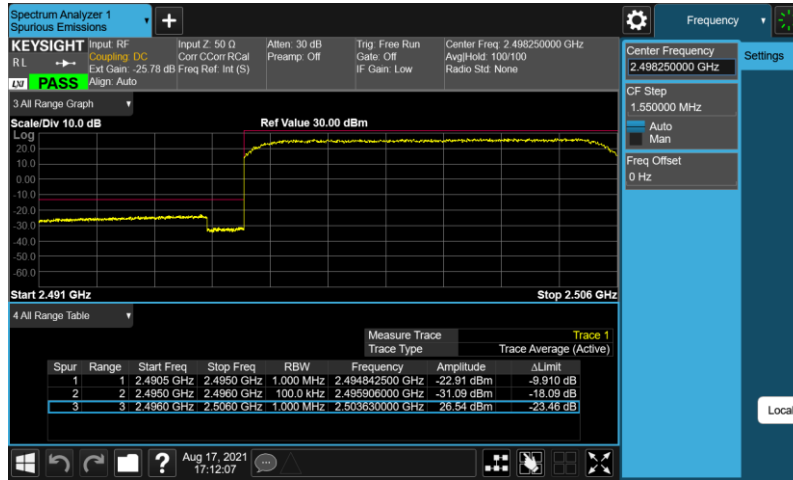 Spectrum Analyzer 1
Spurious Emissions
Frequency
KEYSIGHT
RL
LXI
PASS
Input: RF
Coupling: DC
Ext Gain: -25.78 dB
Align: Auto
Input Z: 50 Ω
Corr CCorr RCal
Freq Ref: Int (S)
Atten: 30 dB
Preamp: Off
Trig: Free Run
Gate: Off
IF Gain: Low
Center Freq: 2.498250000 GHz
Avg|Hold: 100/100
Radio Std: None
Center Frequency
2.498250000 GHz
Settings
CF Step
1.550000 MHz
Auto
Man
Freq Offset
0 Hz
3 All Range Graph
Scale/Div 10.0 dB
Ref Value 30.00 dBm
Log
20.0
10.0
0.00
-10.0
-20.0
-30.0
-40.0
-50.0
-60.0
Start 2.491 GHz
Stop 2.506 GHz
4 All Range Table
Measure Trace Trace 1
Trace Type Trace Average (Active)
Spur Range Start Freq Stop Freq RBW Frequency Amplitude ΔLimit
1 1 2.4905 GHz 2.4950 GHz 1.000 MHz 2.494842500 GHz -22.91 dBm -9.910 dB
2 2 2.4950 GHz 2.4960 GHz 100.0 kHz 2.495906000 GHz -31.09 dBm -18.09 dB
3 3 2.4960 GHz 2.5060 GHz 1.000 MHz 2.503630000 GHz 26.54 dBm -23.46 dB
Local
Aug 17, 2021
17:12:07